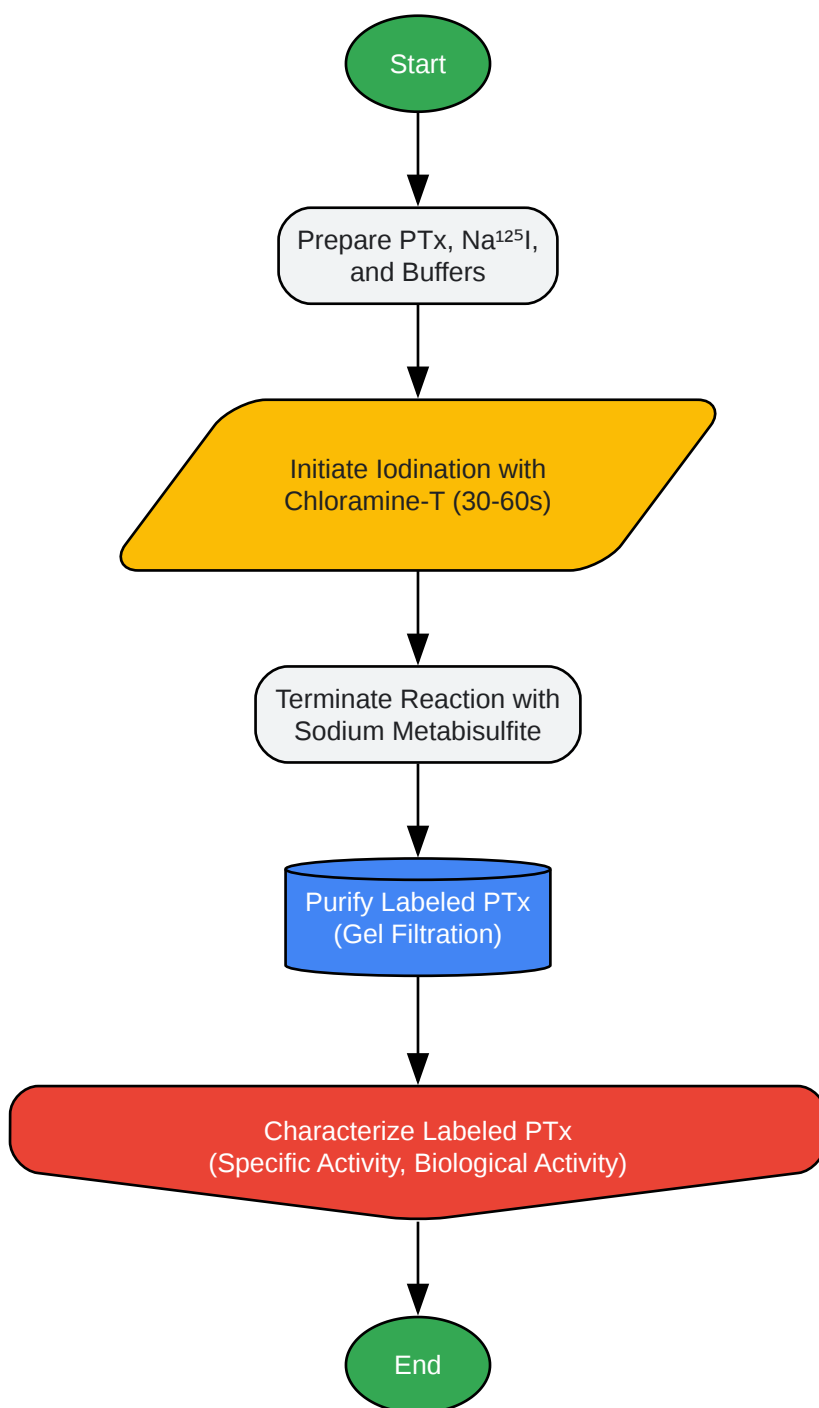 Start
Prepare PTx, Na¹²⁵I,
and Buffers
Initiate Iodination with
Chloramine-T (30-60s)
Terminate Reaction with
Sodium Metabisulfite
Purify Labeled PTx
(Gel Filtration)
Characterize Labeled PTx
(Specific Activity, Biological Activity)
End